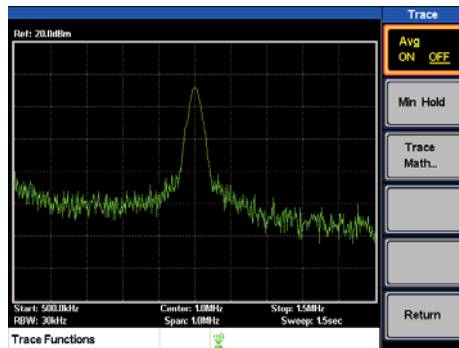 Trace
Ref: 20.0dBm
Avg
ON OFF
Min Hold
Trace
Math...
Return
Start: 500.0kHz Center: 1.0MHz Stop: 1.5MHz
RBW: 30kHz Span: 1.0MHz Sweep: 1.5sec
Trace Functions